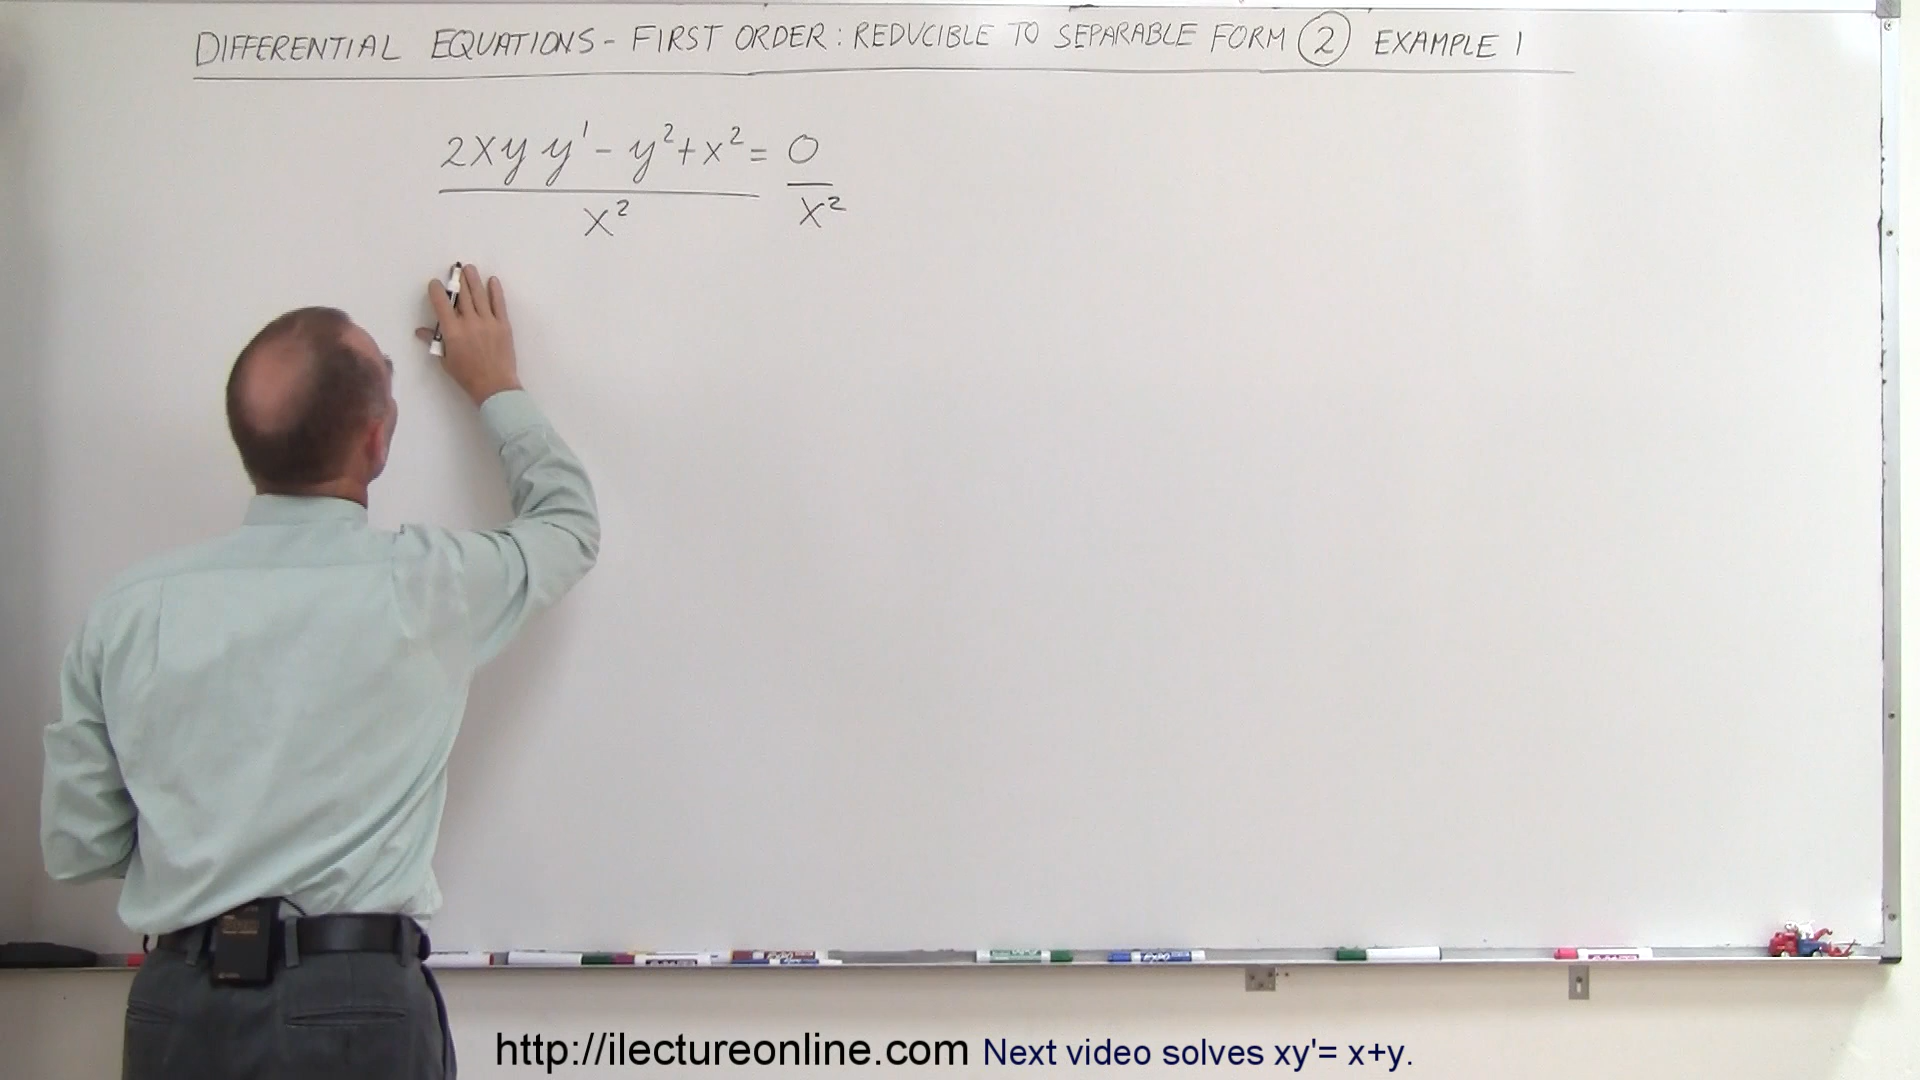 DIFFERENTIAL EQUATIONS - FIRST ORDER: REDUCIBLE TO SEPARABLE FORM 2 EXAMPLE 1
2xy y' - y² + x² = 0
x² x²
http://ilectureonline.com Next video solves xy'= x+y.